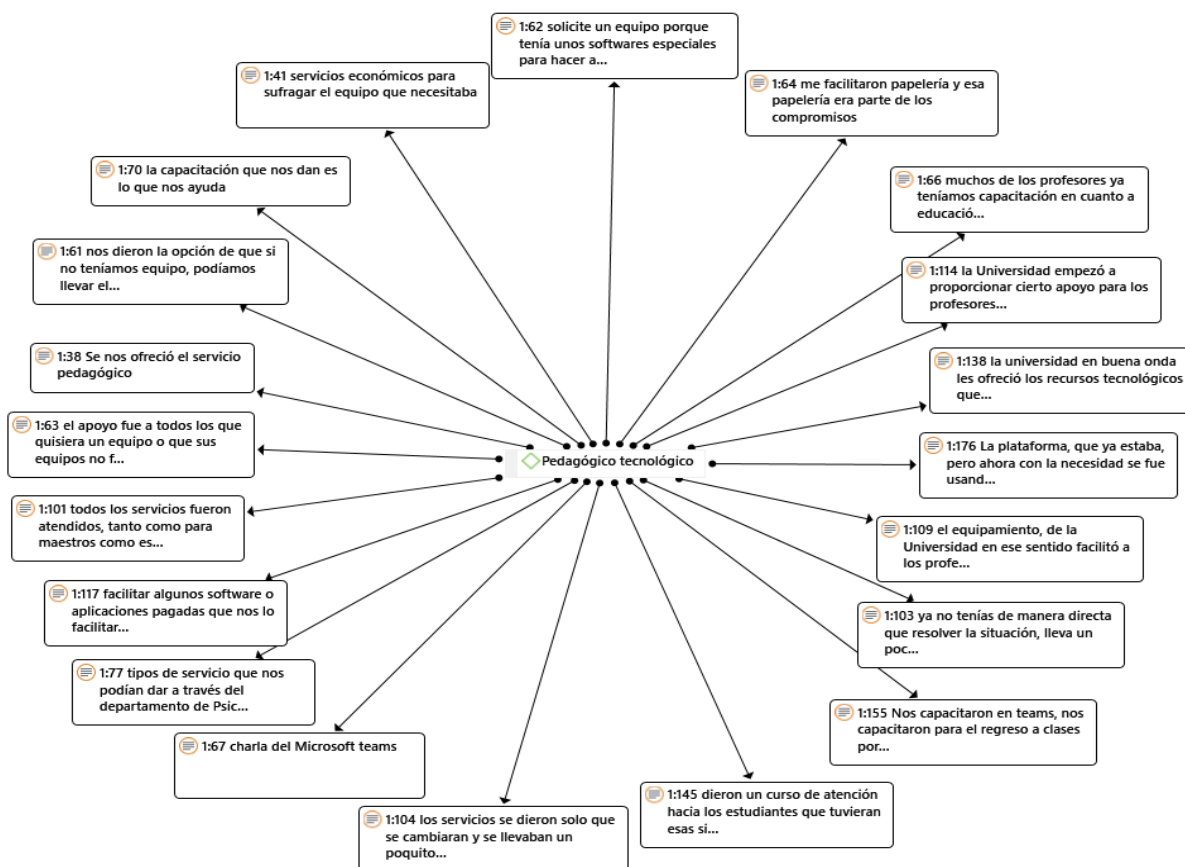 1:62 solicite un equipo porque
tenía unos softwares especiales
para hacer a...
1:41 servicios económicos para
sufragar el equipo que necesitaba
1:64 me facilitaron papelería y esa
papelería era parte de los
compromisos
1:70 la capacitación que nos dan es
lo que nos ayuda
1:66 muchos de los profesores ya
teníamos capacitación en cuanto a
educació...
1:61 nos dieron la opción de que si
no teníamos equipo, podíamos
llevar el...
1:114 la Universidad empezó a
proporcionar cierto apoyo para los
profesores...
1:38 Se nos ofreció el servicio
pedagógico
1:138 la universidad en buena onda
les ofreció los recursos tecnológicos
que...
1:63 el apoyo fue a todos los que
quisiera un equipo o que sus
equipos no f...
Pedagógico tecnológico
1:176 La plataforma, que ya estaba,
pero ahora con la necesidad se fue
usand...
1:101 todos los servicios fueron
atendidos, tanto como para
maestros como es...
1:109 el equipamiento, de la
Universidad en ese sentido facilitó a
los profe...
1:117 facilitar algunos software o
aplicaciones pagadas que nos lo
facilitar...
1:103 ya no tenías de manera directa
que resolver la situación, lleva un
poc...
1:77 tipos de servicio que nos
podían dar a través del
departamento de Psic...
1:155 Nos capacitaron en teams, nos
capacitaron para el regreso a clases
por...
1:67 charla del Microsoft teams
1:145 dieron un curso de atención
hacia los estudiantes que tuvieran
esas si...
1:104 los servicios se dieron solo que
se cambiaran y se llevaban un
poquito...